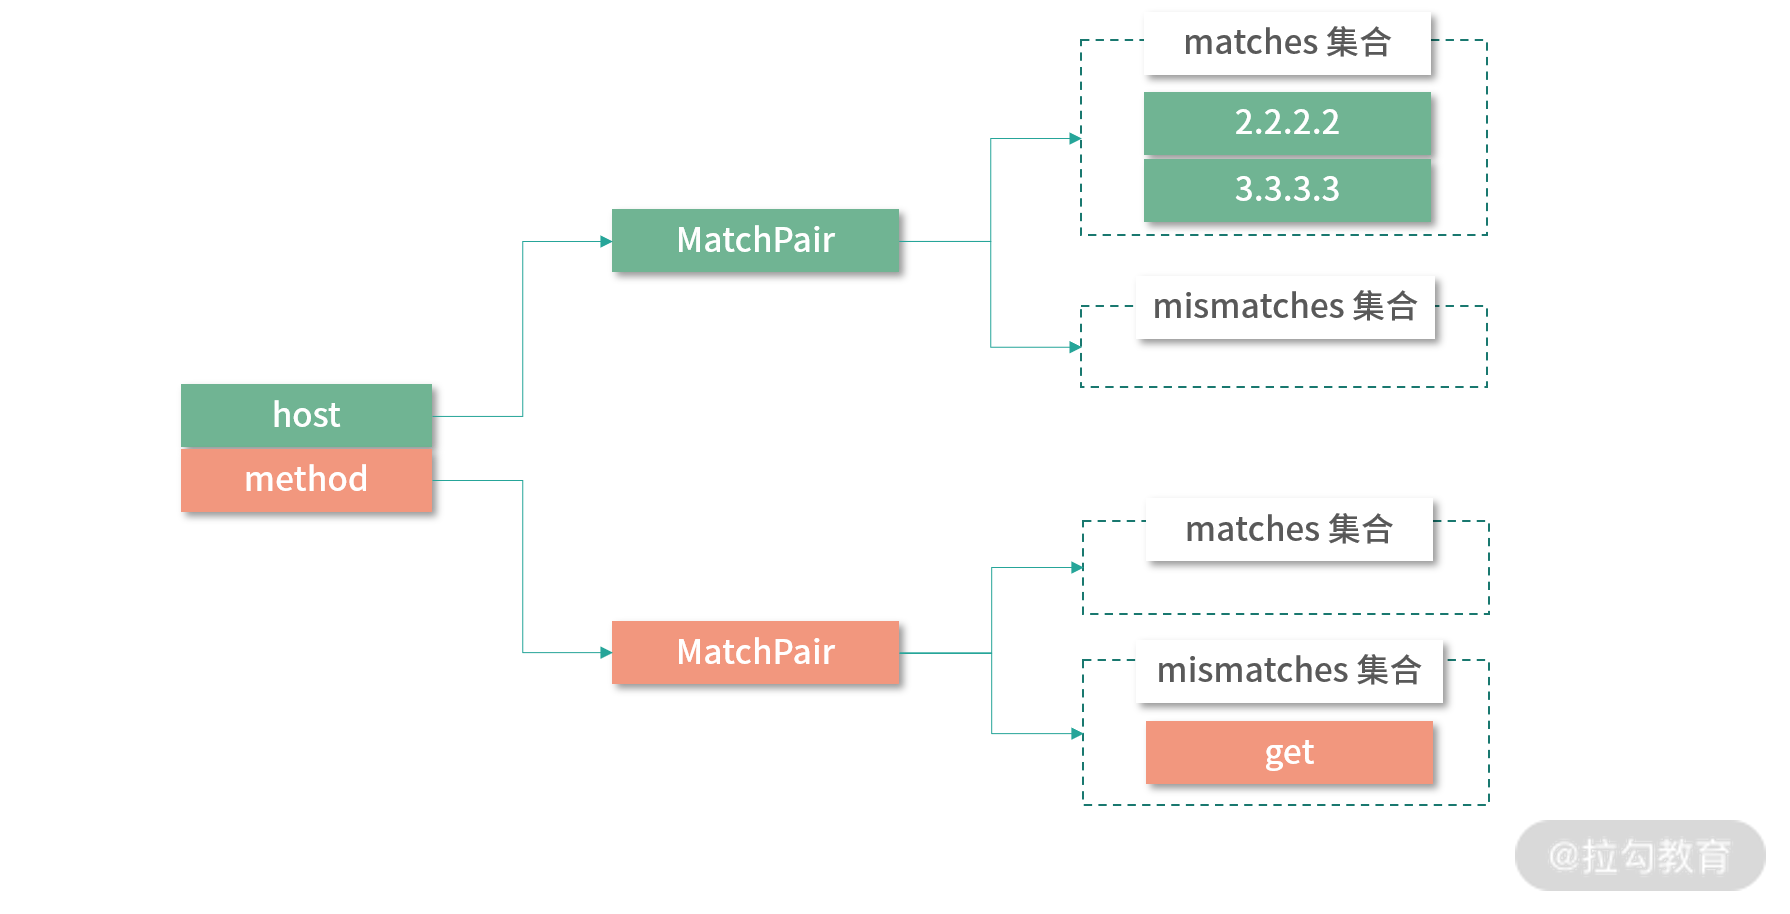 matches 集合
2.2.2.2
3.3.3.3
MatchPair
mismatches 集合
host
method
matches 集合
MatchPair
mismatches 集合
get
@拉勾教育